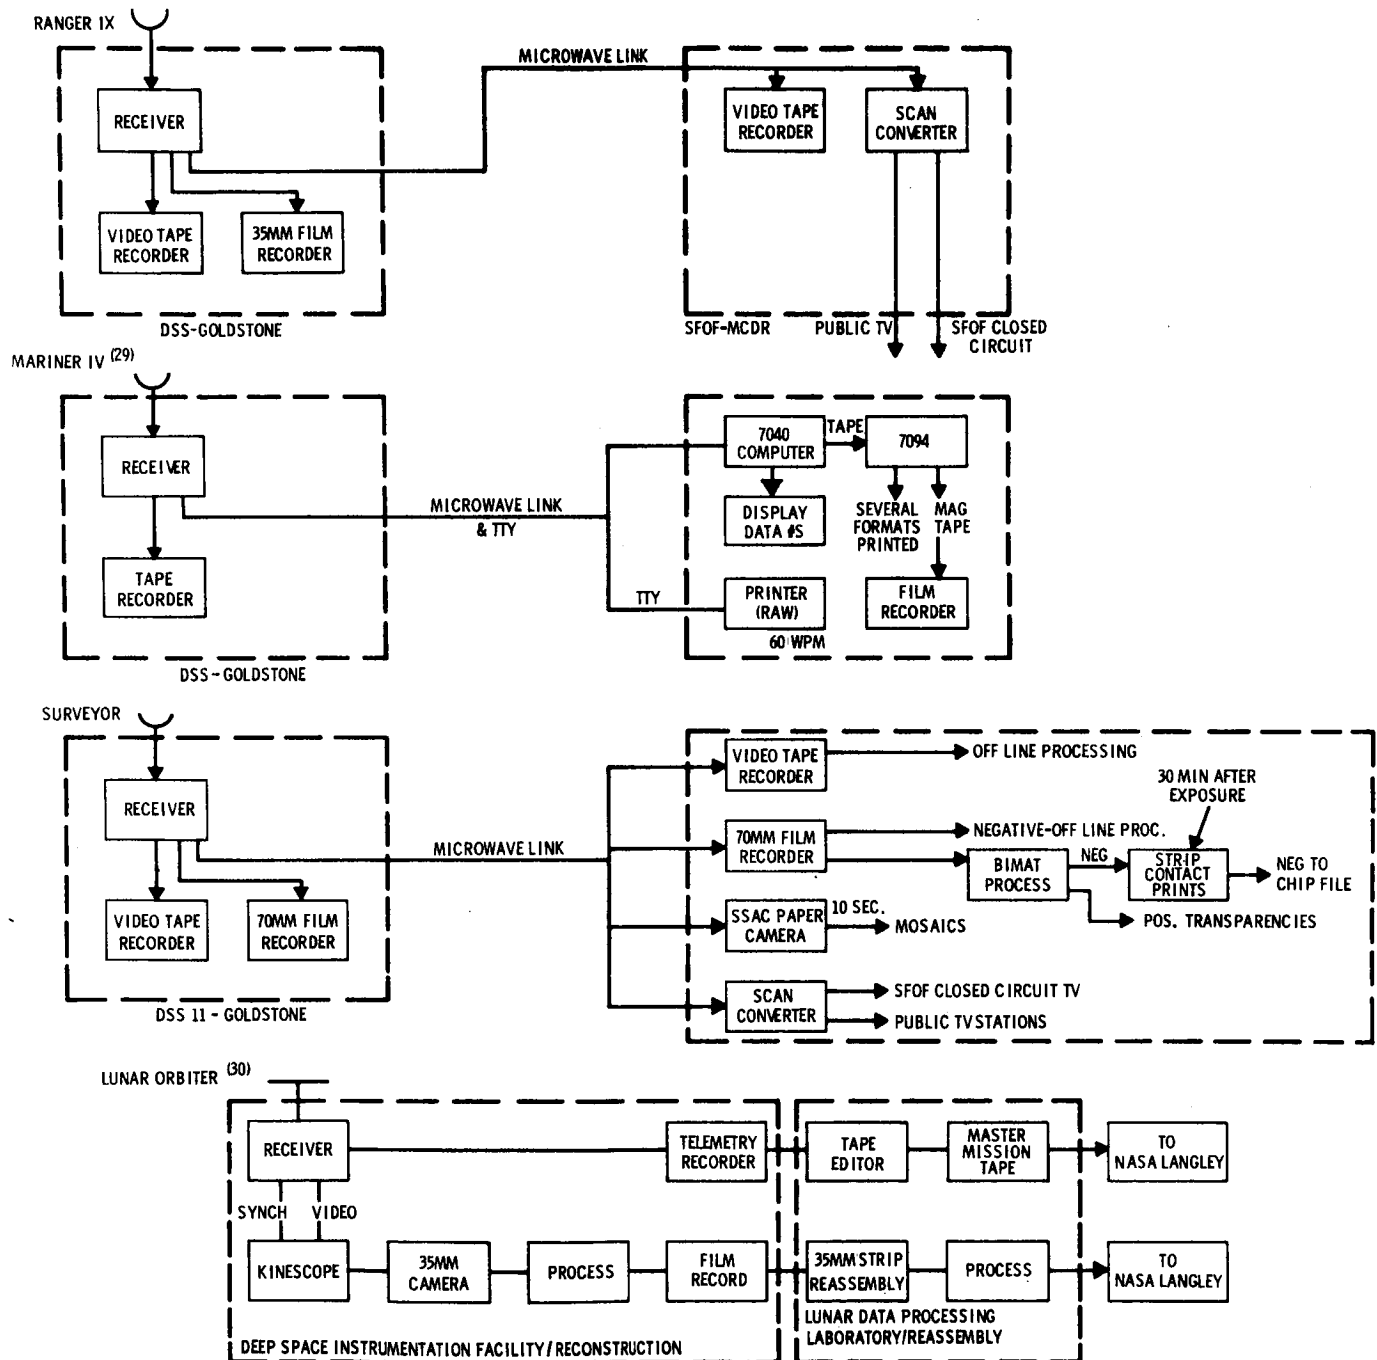 RANGER IX
MICROWAVE LINK
RECEIVER
VIDEO TAPE
RECORDER
35MM FILM
RECORDER
DSS-GOLDSTONE
VIDEO TAPE
RECORDER
SCAN
CONVERTER
SFOF-MCDR
PUBLIC TV
SFOF CLOSED
CIRCUIT
MARINER IV (29)
RECEIVER
TAPE
RECORDER
DSS-GOLDSTONE
MICROWAVE LINK
& TTY
TTY
7040
COMPUTER
TAPE
7094
DISPLAY
DATA #S
SEVERAL
FORMATS
PRINTED
MAG
TAPE
PRINTER
(RAW)
60 WPM
FILM
RECORDER
SURVEYOR
RECEIVER
VIDEO TAPE
RECORDER
70MM FILM
RECORDER
DSS 11 - GOLDSTONE
MICROWAVE LINK
VIDEO TAPE
RECORDER
OFF LINE PROCESSING
30 MIN AFTER
EXPOSURE
70MM FILM
RECORDER
NEGATIVE-OFF LINE PROC.
BIMAT
PROCESS
NEG
STRIP
CONTACT
PRINTS
NEG TO
CHIP FILE
POS. TRANSPARENCIES
SSAC PAPER
CAMERA
10 SEC.
MOSAICS
SCAN
CONVERTER
SFOF CLOSED CIRCUIT TV
PUBLIC TV STATIONS
LUNAR ORBITER (30)
RECEIVER
TELEMETRY
RECORDER
TAPE
EDITOR
MASTER
MISSION
TAPE
TO
NASA LANGLEY
SYNCH
VIDEO
KINESCOPE
35MM
CAMERA
PROCESS
FILM
RECORD
35MM STRIP
REASSEMBLY
PROCESS
TO
NASA LANGLEY
DEEP SPACE INSTRUMENTATION FACILITY/RECONSTRUCTION
LUNAR DATA PROCESSING
LABORATORY/REASSEMBLY